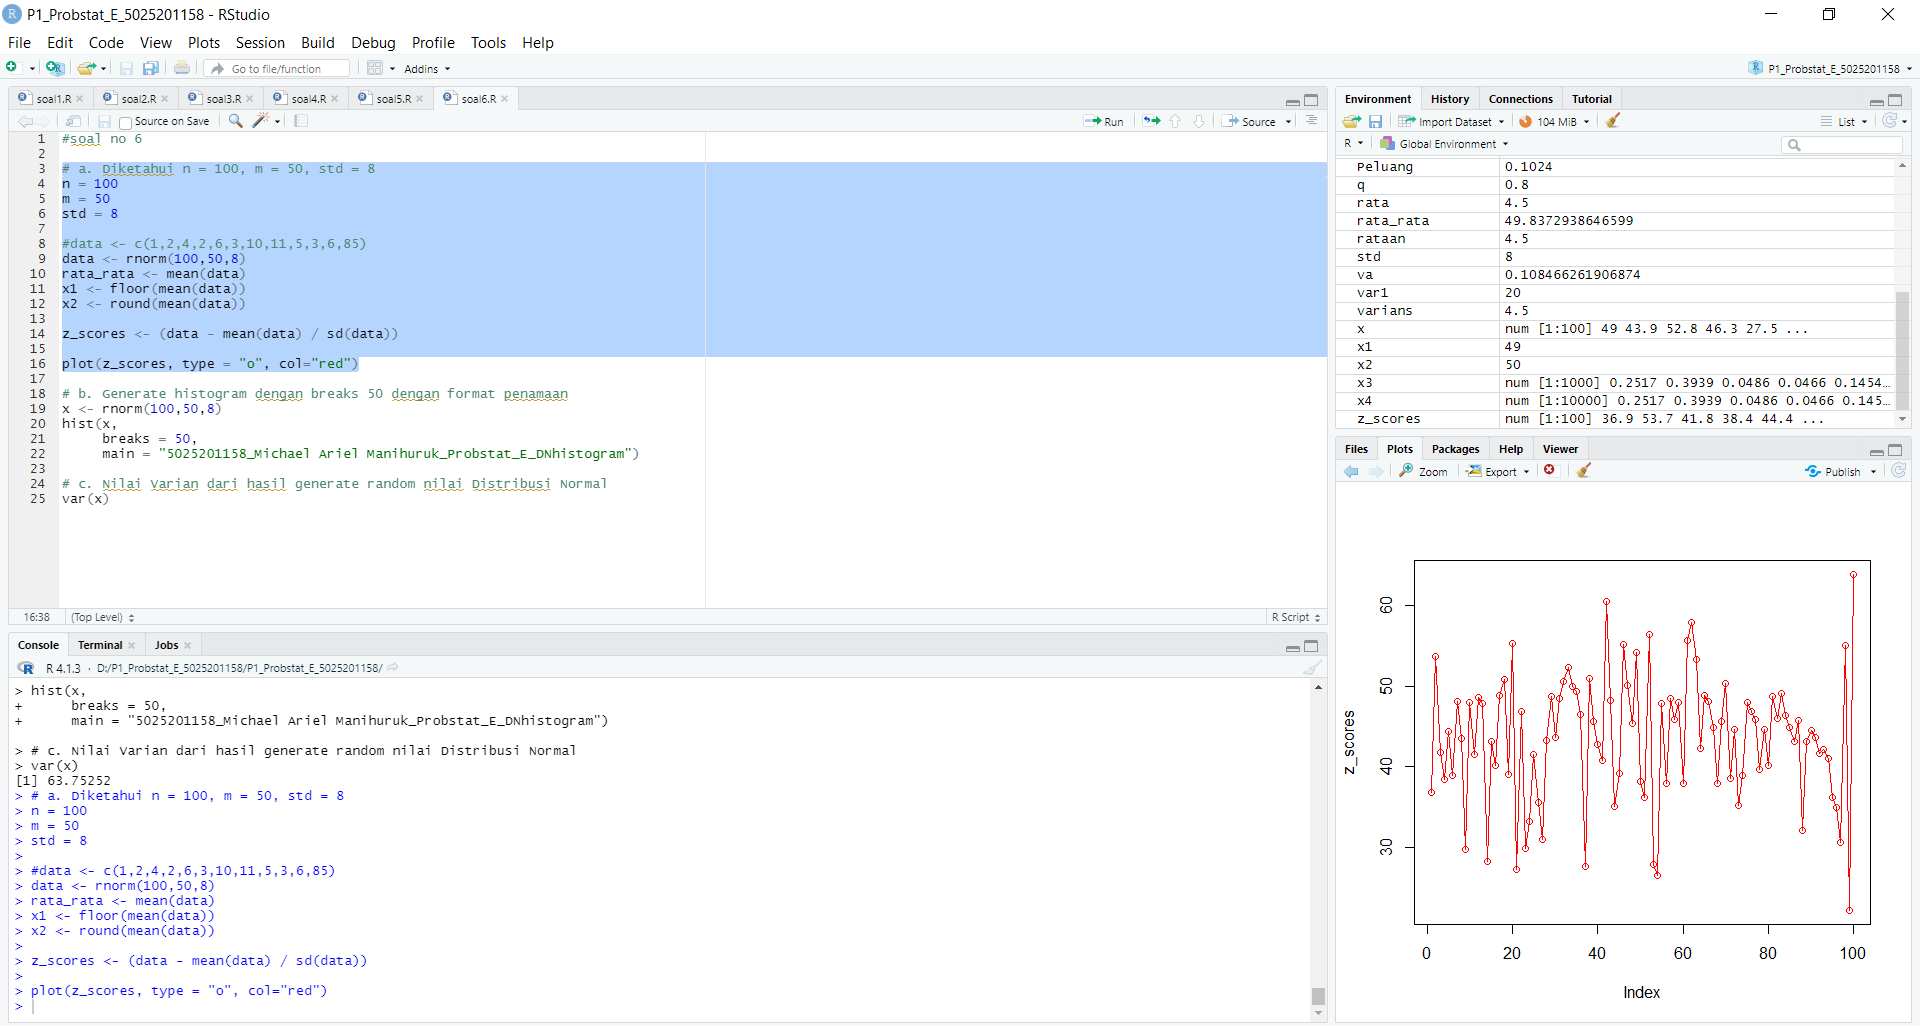 P1_Probstat_E_5025201158 - RStudio
File Edit Code View Plots Session Build Debug Profile Tools Help
Go to file/function Addins
P1_Probstat_E_5025201158
soal1.R soal2.R soal3.R soal4.R soal5.R soal6.R
Source on Save Run Source
1 #soal no 6
2
3 # a. Diketahui n = 100, m = 50, std = 8
4 n = 100
5 m = 50
6 std = 8
7
8 #data <- c(1,2,4,2,6,3,10,11,5,3,6,85)
9 data <- rnorm(100,50,8)
10 rata_rata <- mean(data)
11 x1 <- floor(mean(data))
12 x2 <- round(mean(data))
13
14 z_scores <- (data - mean(data) / sd(data))
15
16 plot(z_scores, type = "o", col="red")
17
18 # b. Generate histogram dengan breaks 50 dengan format penamaan
19 x <- rnorm(100,50,8)
20 hist(x,
21 breaks = 50,
22 main = "5025201158_Michael Ariel Manihuruk_Probstat_E_DNhistogram")
23
24 # c. Nilai Varian dari hasil generate random nilai Distribusi Normal
25 var(x)
16:38 (Top Level) R Script
Console Terminal Jobs
R 4.1.3 · D:/P1_Probstat_E_5025201158/P1_Probstat_E_5025201158/
> hist(x,
+ breaks = 50,
+ main = "5025201158_Michael Ariel Manihuruk_Probstat_E_DNhistogram")
> # c. Nilai Varian dari hasil generate random nilai Distribusi Normal
> var(x)
[1] 63.75252
> # a. Diketahui n = 100, m = 50, std = 8
> n = 100
> m = 50
> std = 8
>
> #data <- c(1,2,4,2,6,3,10,11,5,3,6,85)
> data <- rnorm(100,50,8)
> rata_rata <- mean(data)
> x1 <- floor(mean(data))
> x2 <- round(mean(data))
>
> z_scores <- (data - mean(data) / sd(data))
>
> plot(z_scores, type = "o", col="red")
>
Environment History Connections Tutorial
Import Dataset 104 MiB List
R Global Environment
Peluang 0.1024
q 0.8
rata 4.5
rata_rata 49.8372938646599
rataan 4.5
std 8
va 0.108466261906874
var1 20
varians 4.5
x num [1:100] 49 43.9 52.8 46.3 27.5 ...
x1 49
x2 50
x3 num [1:1000] 0.2517 0.3939 0.0486 0.0466 0.1454…
x4 num [1:10000] 0.2517 0.3939 0.0486 0.0466 0.145…
z_scores num [1:100] 36.9 53.7 41.8 38.4 44.4 ...
Files Plots Packages Help Viewer
Zoom Export Publish
z_scores
60
50
40
30
0 20 40 60 80 100
Index